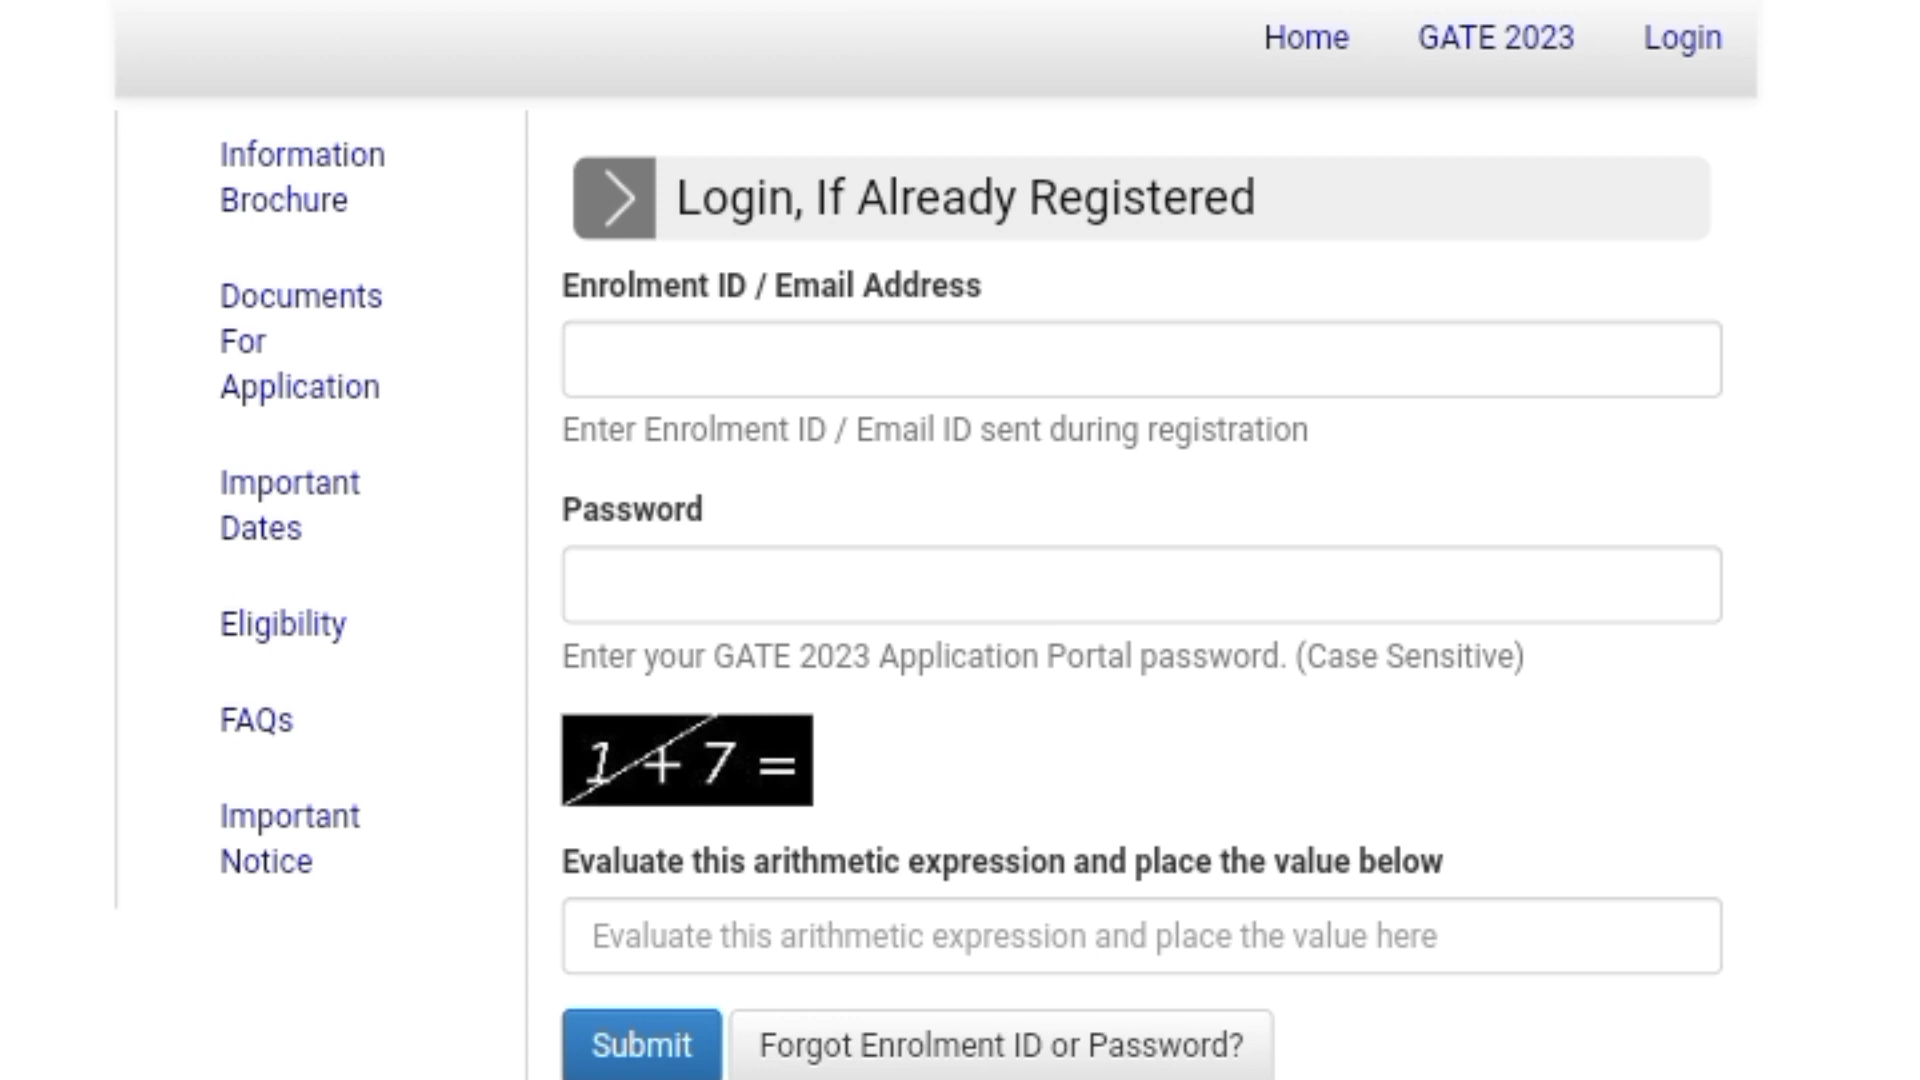 Home GATE 2023 Login
Information
Brochure
Documents
For
Application
Important
Dates
Eligibility
FAQs
Important
Notice
Login, If Already Registered
Enrolment ID / Email Address
Enter Enrolment ID / Email ID sent during registration
Password
Enter your GATE 2023 Application Portal password. (Case Sensitive)
1 + 7 =
Evaluate this arithmetic expression and place the value below
Evaluate this arithmetic expression and place the value here
Submit Forgot Enrolment ID or Password?